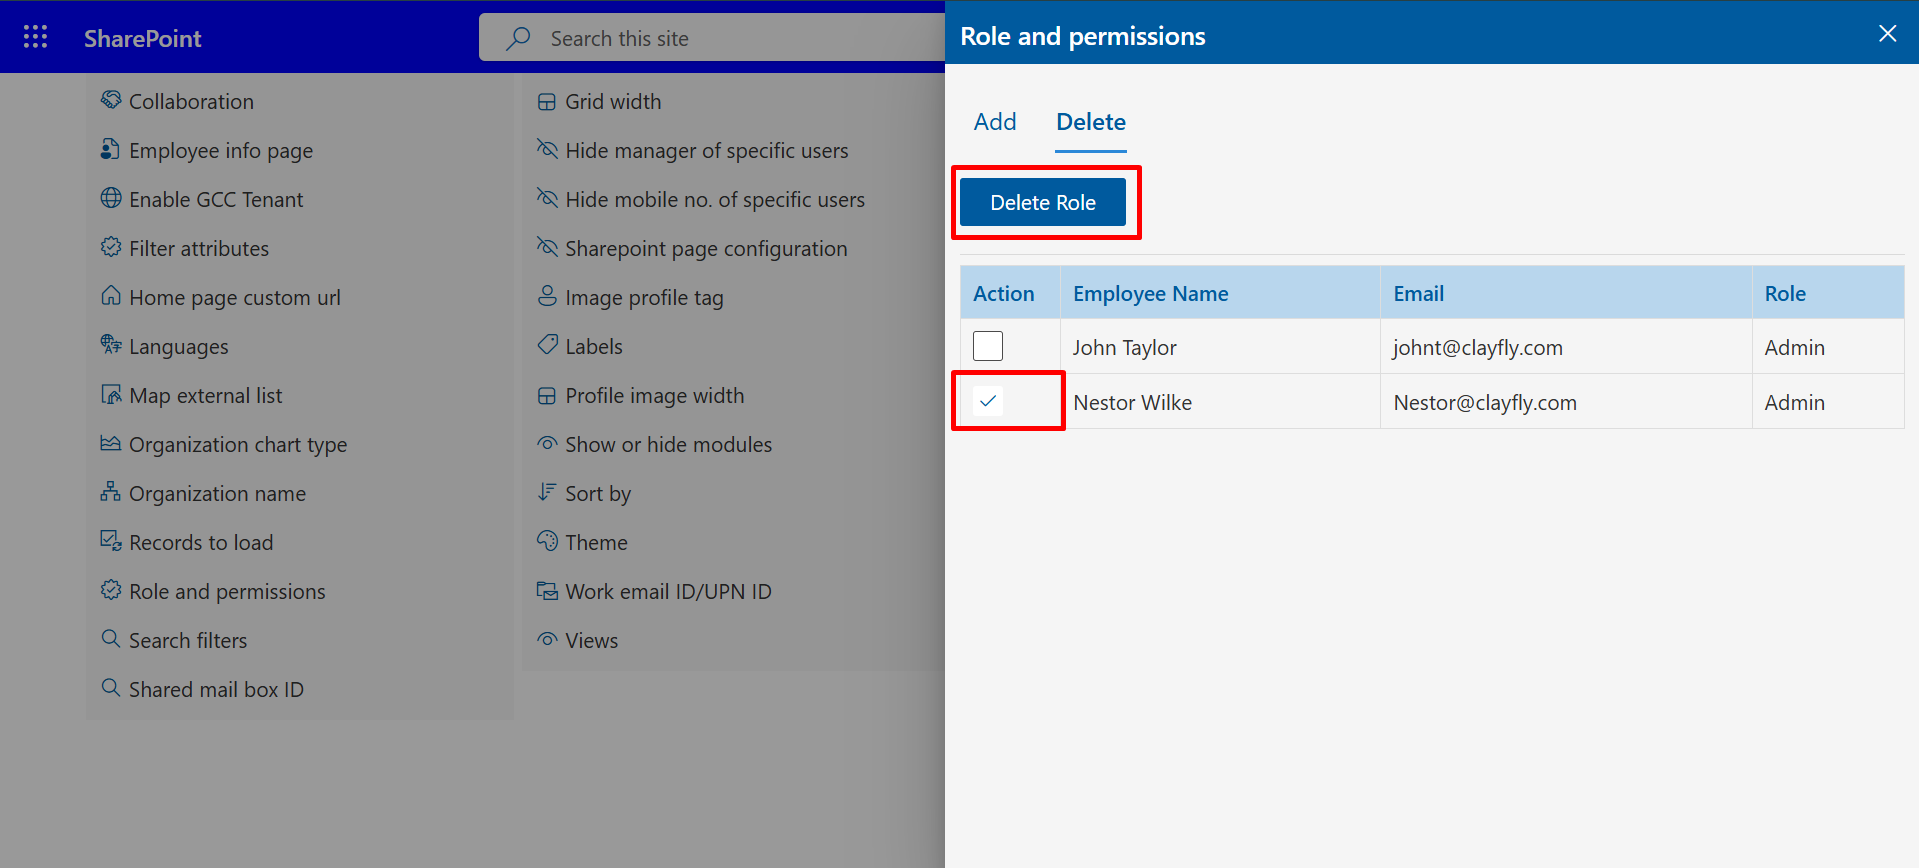 SharePoint
Search this site
Collaboration
Employee info page
Enable GCC Tenant
Filter attributes
Home page custom url
Languages
Map external list
Organization chart type
Organization name
Records to load
Role and permissions
Search filters
Shared mail box ID
Grid width
Hide manager of specific users
Hide mobile no. of specific users
Sharepoint page configuration
Image profile tag
Labels
Profile image width
Show or hide modules
Sort by
Theme
Work email ID/UPN ID
Views
Role and permissions
Add Delete
Delete Role
Action Employee Name Email Role
John Taylor johnt@clayfly.com Admin
Nestor Wilke Nestor@clayfly.com Admin